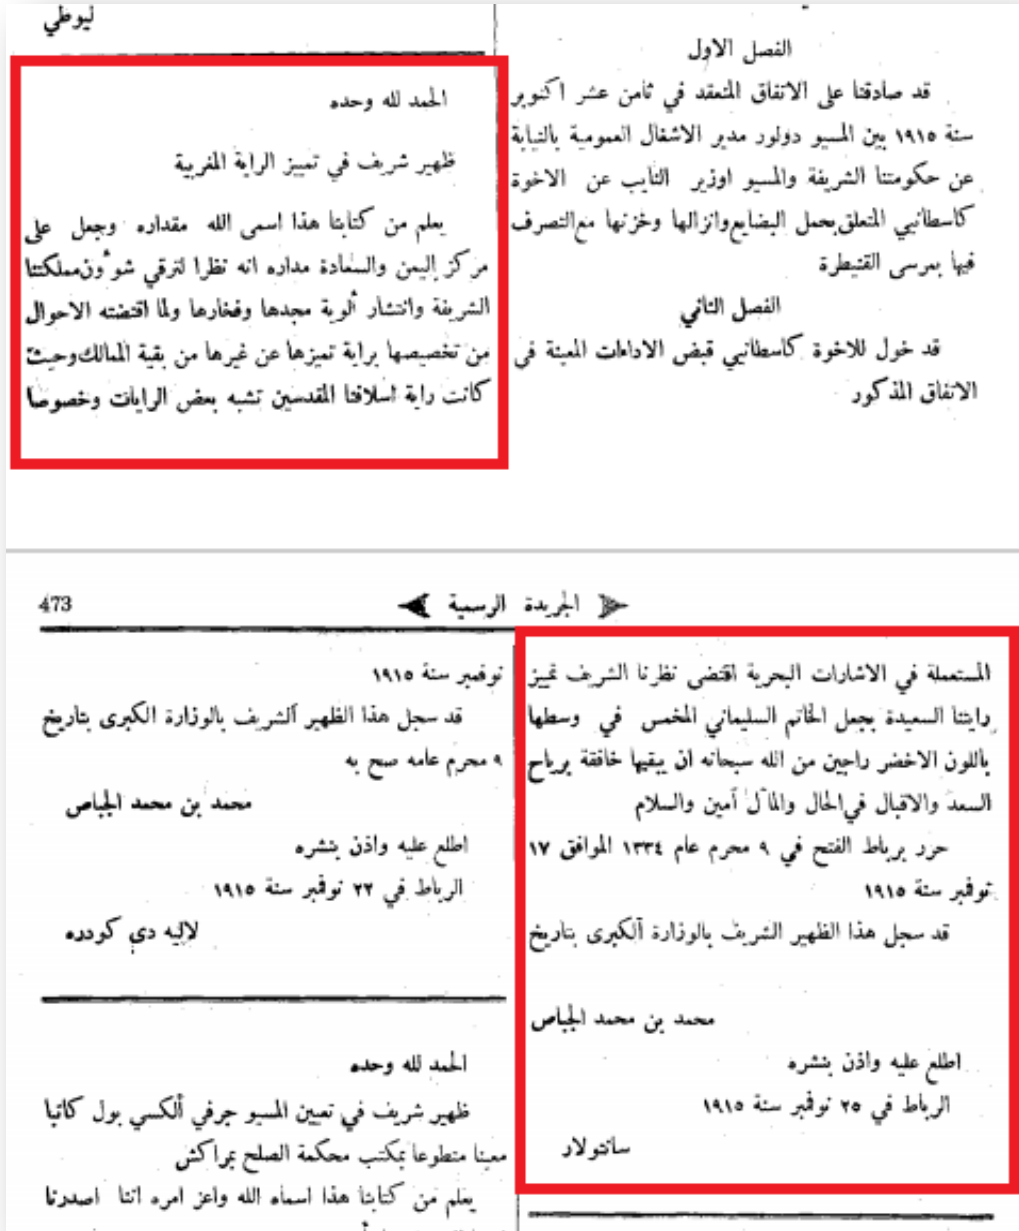 الفصل الاول
قد صادقنا على الاتفاق المنعقد في ثامن عشر اكتوبر
سنة ١٩١٥ بين المسيو دولور مدير الاشغال العمومية بالنيابة
عن حكومتنا الشريفة والمسيو اوزير النايب عن الاخوة
كاسطانيي المتعلق بحمل البضايع وانزالها وخزنها مع التصرف
فيها بمرسى القنيطرة
الفصل الثاني
قد خول للاخوة كاسطانيي قبض الاداءات المبينة في
الاتفاق المذكور
ليوطي
الحمد لله وحده
ظهير شريف في تمييز الراية المغربية
يعلم من كتابنا هذا اسمى الله مقداره وجعل على
مركز اليمن والسعادة مداره انه نظرا لترقي شوٴون مملكتنا
الشريفة وانتشار ألوية مجدها وفخارها ولما اقتضته الاحوال
من تخصيصها براية تميزها عن غيرها من بقية الممالك وحيث
كانت راية اسلافنا المقدسين تشبه بعض الرايات وخصوصا
473
الجريدة الرسمية
المستعملة في الاشارات البحرية اقتضى نظرنا الشريف تمييز
رايتنا السعيدة بجعل الخاتم السليماني المخمس في وسطها
باللون الاخضر راجين من الله سبحانه ان يبقيها خافقة برياح
السعد والاقبال في الحال والمآل آمين والسلام
حرر برباط الفتح في ٩ محرم عام ١٣٣٤ الموافق ١٧
نوفمبر سنة ١٩١٥
قد سجل هذا الظهير الشريف بالوزارة الكبرى بتاريخ
محمد بن محمد الجباص
اطلع عليه واذن بنشره
الرباط في ٢٥ نوفمبر سنة ١٩١٥
سانتولار
نوفمبر سنة ١٩١٥
قد سجل هذا الظهير الشريف بالوزارة الكبرى بتاريخ
٩ محرم عامه صح به
محمد بن محمد الجباص
اطلع عليه واذن بنشره
الرباط في ٢٢ نوفمبر سنة ١٩١٥
لاليه دي كودره
الحمد لله وحده
ظهير شريف في تعيين المسيو جرفي ألكسي بول كاتبا
معينا متطوعا بمكتب محكمة الصلح بمراكش
يعلم من كتابنا هذا اسماه الله واعز امره اننا اصدرنا